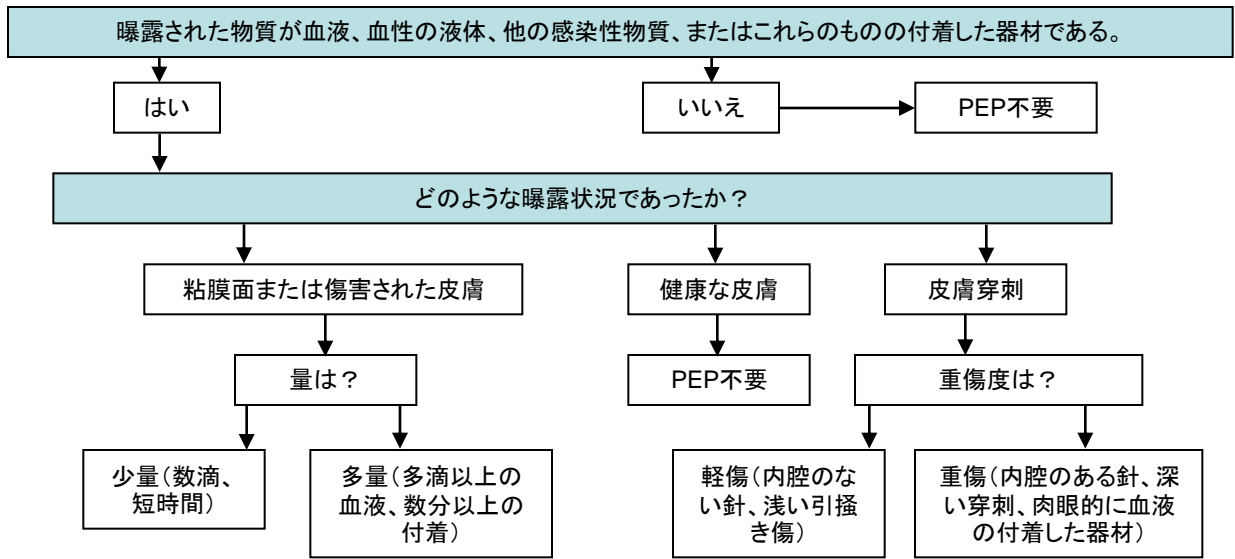 曝露された物質が血液、血性の液体、他の感染性物質、またはこれらのものの付着した器材である。
はい
いいえ
PEP不要
どのような曝露状況であったか？
粘膜面または傷害された皮膚
健康な皮膚
皮膚穿刺
量は？
PEP不要
重傷度は？
少量（数滴、
短時間）
多量（多滴以上の
血液、数分以上の
付着）
軽傷（内腔のな
い針、浅い引掻
き傷）
重傷（内腔のある針、深
い穿刺、肉眼的に血液
の付着した器材）